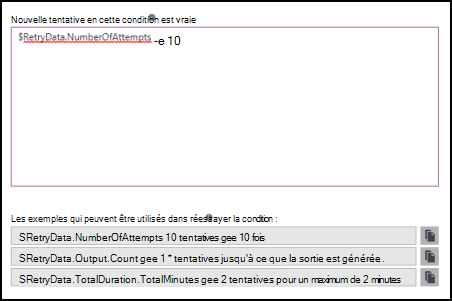 Nouvelle tentative en cette condition est vraie
$RetryData.NumberOfAttempts -e 10
Les exemples qui peuvent être utilisés dans réessayer la condition :
SRetryData.NumberOfAttempts 10 tentatives gee 10 fois
SRetryData.Output.Count gee 1 * tentatives jusqu'à ce que la sortie est générée.
SRetryData.TotalDuration.TotalMinutes gee 2 tentatives pour un maximum de 2 minutes